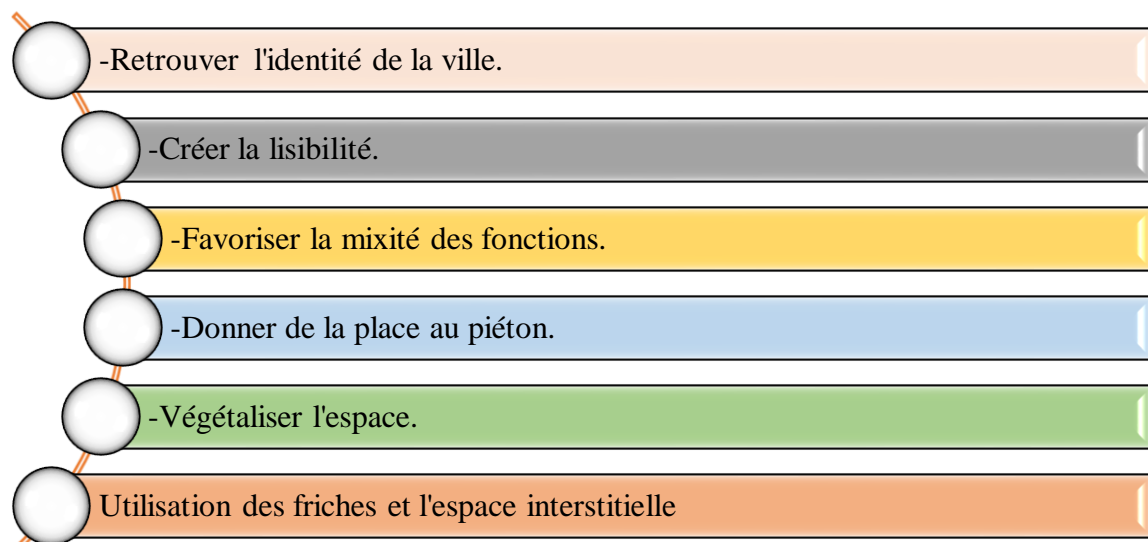 -Retrouver l'identité de la ville.
-Créer la lisibilité.
-Favoriser la mixité des fonctions.
-Donner de la place au piéton.
-Végétaliser l'espace.
Utilisation des friches et l'espace interstitielle